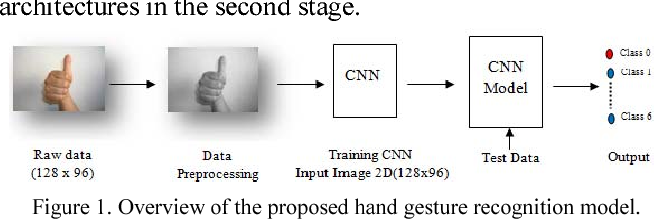 architectures in the second stage.
CNN
CNN
Model
Class 0
Class 1
Class 6
Raw data
(128 x 96)
Data
Preprocessing
Training CNN
Input Image 2D(128x96)
Test Data
Output
Figure 1. Overview of the proposed hand gesture recognition model.